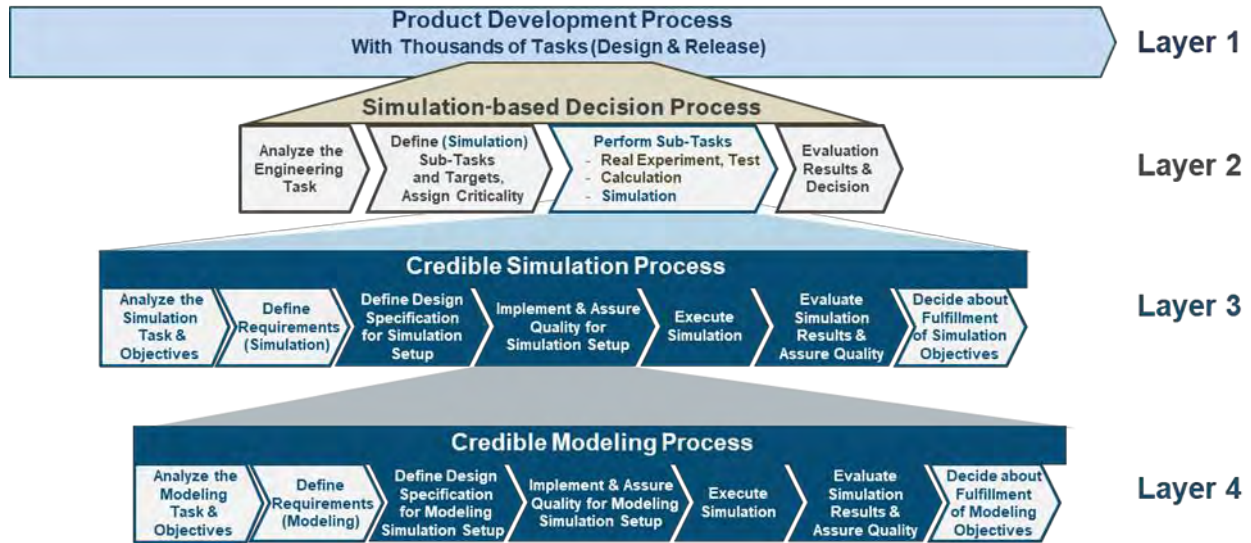 Product Development Process
With Thousands of Tasks (Design & Release)
Layer 1
Simulation-based Decision Process
Analyze the
Engineering
Task
Define (Simulation)
Sub-Tasks
and Targets,
Assign Criticality
Perform Sub-Tasks
- Real Experiment, Test
- Calculation
- Simulation
Evaluation
Results &
Decision
Layer 2
Credible Simulation Process
Analyze the
Simulation
Task &
Objectives
Define
Requirements
(Simulation)
Define Design
Specification
for Simulation
Setup
Implement & Assure
Quality for
Simulation Setup
Execute
Simulation
Evaluate
Simulation
Results &
Assure Quality
Decide about
Fulfillment
of Simulation
Objectives
Layer 3
Credible Modeling Process
Analyze the
Modeling
Task &
Objectives
Define
Requirements
(Modeling)
Define Design
Specification
for Modeling
Simulation Setup
Implement & Assure
Quality for Modeling
Simulation Setup
Execute
Simulation
Evaluate
Simulation
Results &
Assure Quality
Decide about
Fulfillment
of Modeling
Objectives
Layer 4